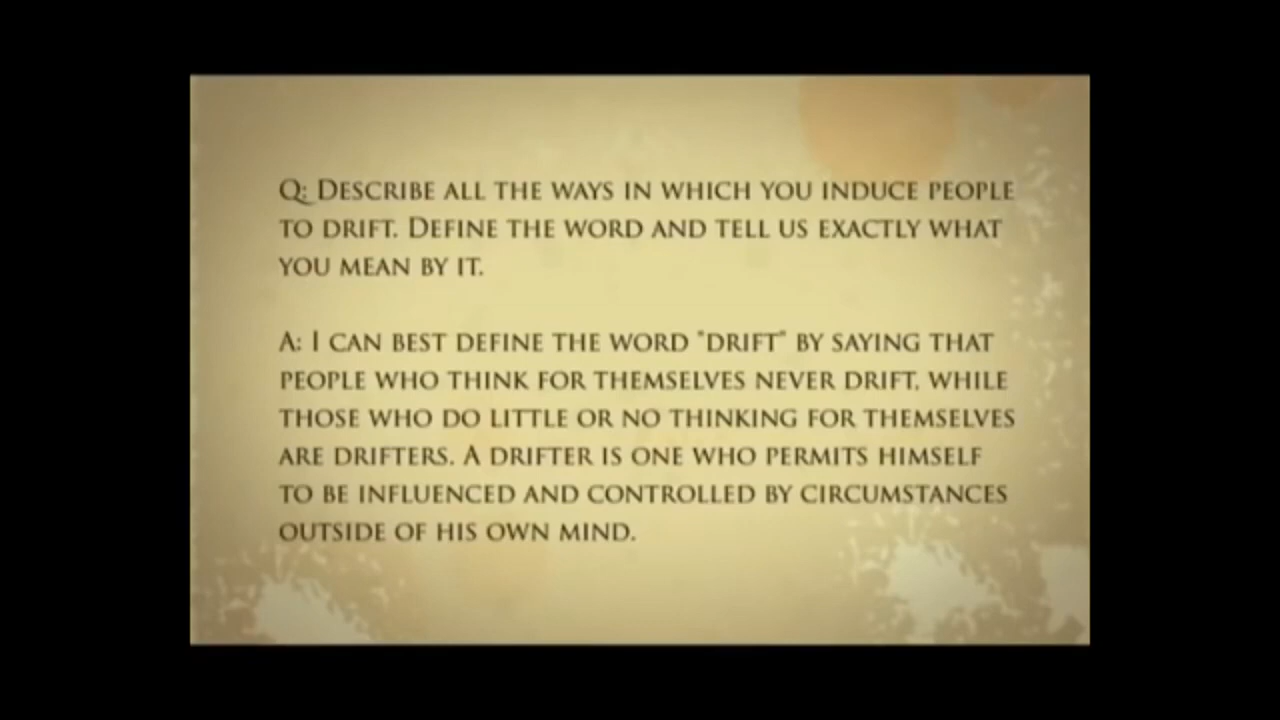 Q: Describe all the ways in which you induce people
to drift. Define the word and tell us exactly what
you mean by it.
A: I can best define the word "drift" by saying that
people who think for themselves never drift, while
those who do little or no thinking for themselves
are drifters. A drifter is one who permits himself
to be influenced and controlled by circumstances
outside of his own mind.